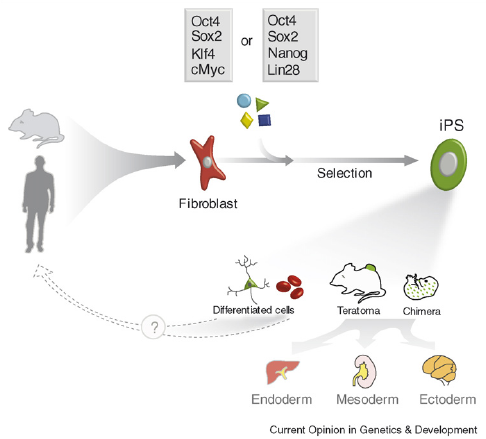 Oct4
Sox2
Klf4
cMyc
or
Oct4
Sox2
Nanog
Lin28
iPS
Selection
Fibroblast
Differentiated cells
Teratoma
Chimera
?
Endoderm
Mesoderm
Ectoderm
Current Opinion in Genetics & Development